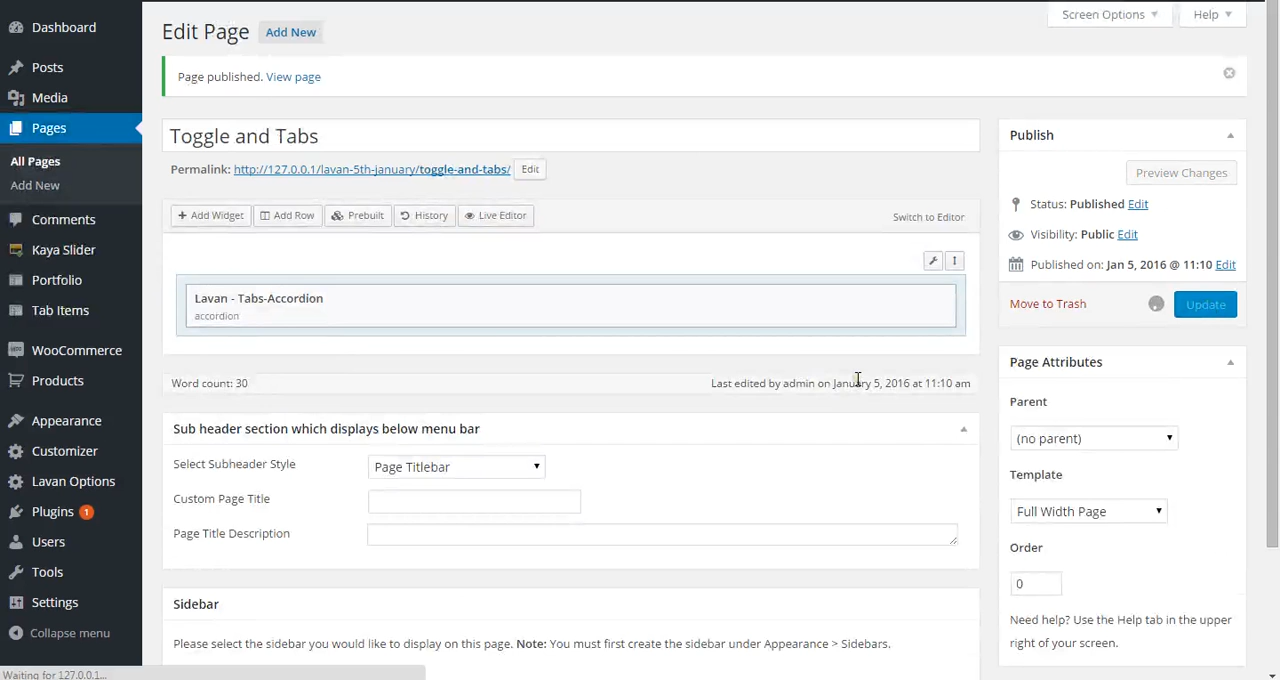 Dashboard
Posts
Media
Pages
All Pages
Add New
Comments
Kaya Slider
Portfolio
Tab Items
WooCommerce
Products
Appearance
Customizer
Lavan Options
Plugins 1
Users
Tools
Settings
Collapse menu
Waiting for 127.0.0.1...
Screen Options
Help
Edit Page Add New
Page published. View page
Toggle and Tabs
Permalink: http://127.0.0.1/lavan-5th-january/toggle-and-tabs/ Edit
Add Widget Add Row Prebuilt History Live Editor Switch to Editor
Lavan - Tabs-Accordion
accordion
Word count: 30 Last edited by admin on January 5, 2016 at 11:10 am
Sub header section which displays below menu bar
Select Subheader Style Page Titlebar
Custom Page Title
Page Title Description
Sidebar
Please select the sidebar you would like to display on this page. Note: You must first create the sidebar under Appearance > Sidebars.
Publish
Preview Changes
Status: Published Edit
Visibility: Public Edit
Published on: Jan 5, 2016 @ 11:10 Edit
Move to Trash Update
Page Attributes
Parent
(no parent)
Template
Full Width Page
Order
0
Need help? Use the Help tab in the upper
right of your screen.